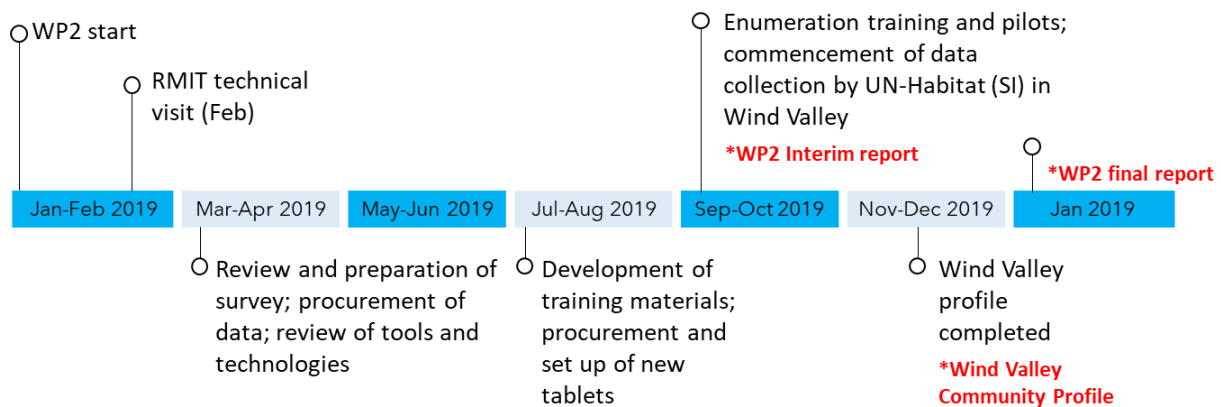 WP2 start
RMIT technical
visit (Feb)
Enumeration training and pilots;
commencement of data
collection by UN-Habitat (SI) in
Wind Valley
*WP2 Interim report
*WP2 final report
Jan-Feb 2019
Mar-Apr 2019
May-Jun 2019
Jul-Aug 2019
Sep-Oct 2019
Nov-Dec 2019
Jan 2019
Review and preparation of
survey; procurement of
data; review of tools and
technologies
Development of
training materials;
procurement and
set up of new
tablets
Wind Valley
profile
completed
*Wind Valley
Community Profile